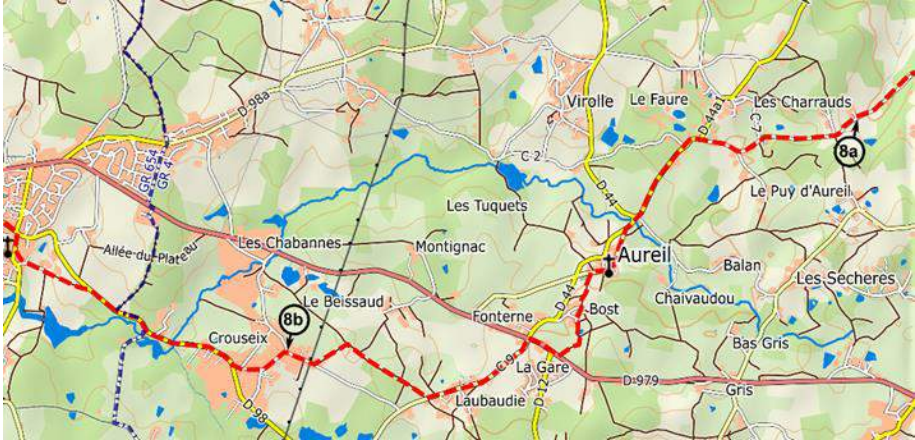 D-98a
Virolle
Le Faure
D-44a1
C-7
Les Charrauds
8a
GR 654
GR 4
C 2
D-44
Le Puy d'Aureil
Les Tuquets
Allée-du-Plateau
Les Chabannes
Montignac
Aureil
Balan
Les Sècheres
Chaivaudou
Le Beissaud
8b
Fonterne
D-44
Bost
Bas Gris
Crouseix
C-9
La Gare
D 979
Gris
D-98
Laubaudie
D-12